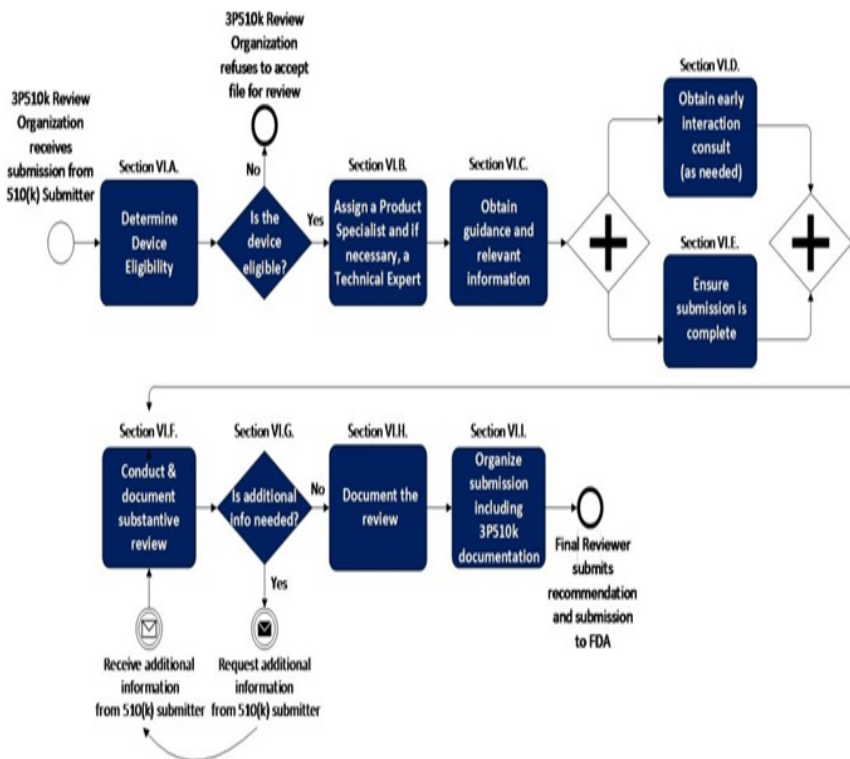 3P510k Review
Organization
receives
submission from
510(k) Submitter
Section VI.A.
Determine
Device
Eligibility
3P510k Review
Organization
refuses to accept
file for review
No
Is the
device
eligible?
Yes
Section VI.B.
Assign a Product
Specialist and if
necessary, a
Technical Expert
Section VI.C.
Obtain
guidance and
relevant
information
Section VI.D.
Obtain early
interaction
consult
(as needed)
Section VI.E.
Ensure
submission is
complete
Section VI.F.
Conduct &
document
substantive
review
Section VI.G.
Is additional
info needed?
No
Yes
Section VI.H.
Document the
review
Section VI.I.
Organize
submission
including
3P510k
documentation
Final Reviewer
submits
recommendation
and submission
to FDA
Receive additional
information
from 510(k) submitter
Request additional
information
from 510(k) submitter